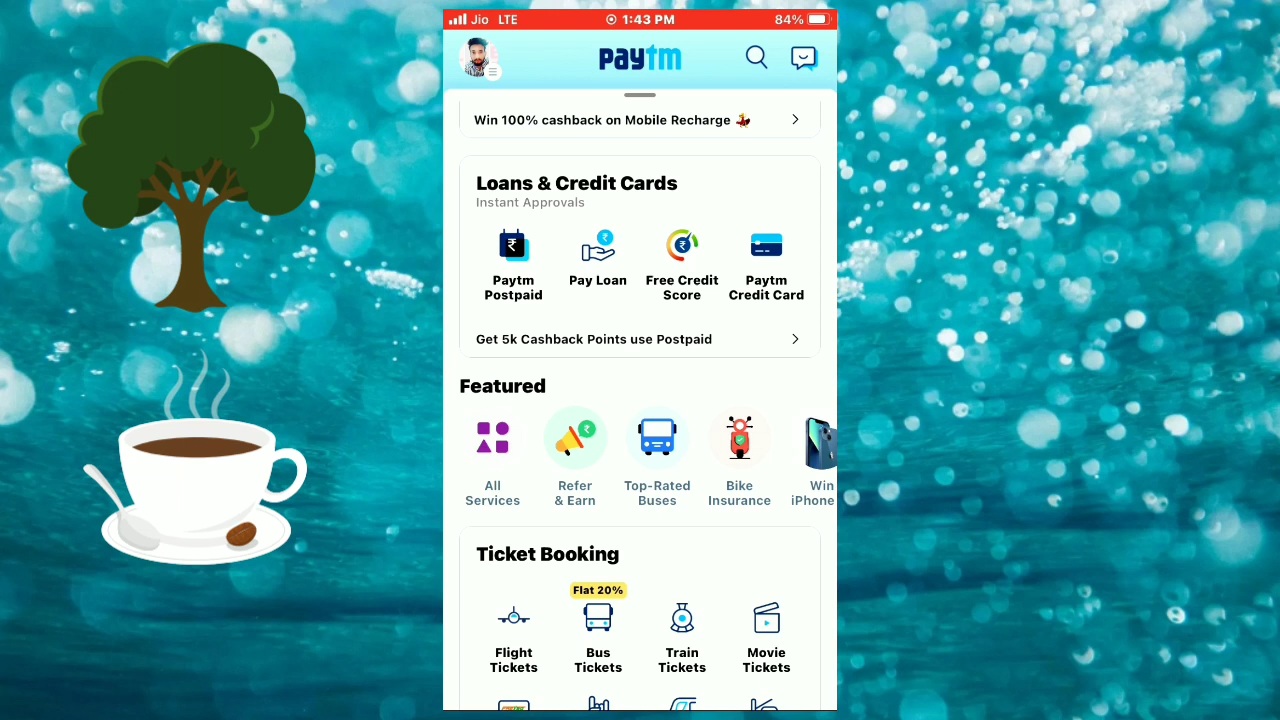 Jio LTE 1:43 PM 84%
paytm
Win 100% cashback on Mobile Recharge
Loans & Credit Cards
Instant Approvals
Paytm Postpaid
Pay Loan
Free Credit Score
Paytm Credit Card
Get 5k Cashback Points use Postpaid
Featured
All Services
Refer & Earn
Top-Rated Buses
Bike Insurance
Win iPhone
Ticket Booking
Flat 20%
Flight Tickets
Bus Tickets
Train Tickets
Movie Tickets